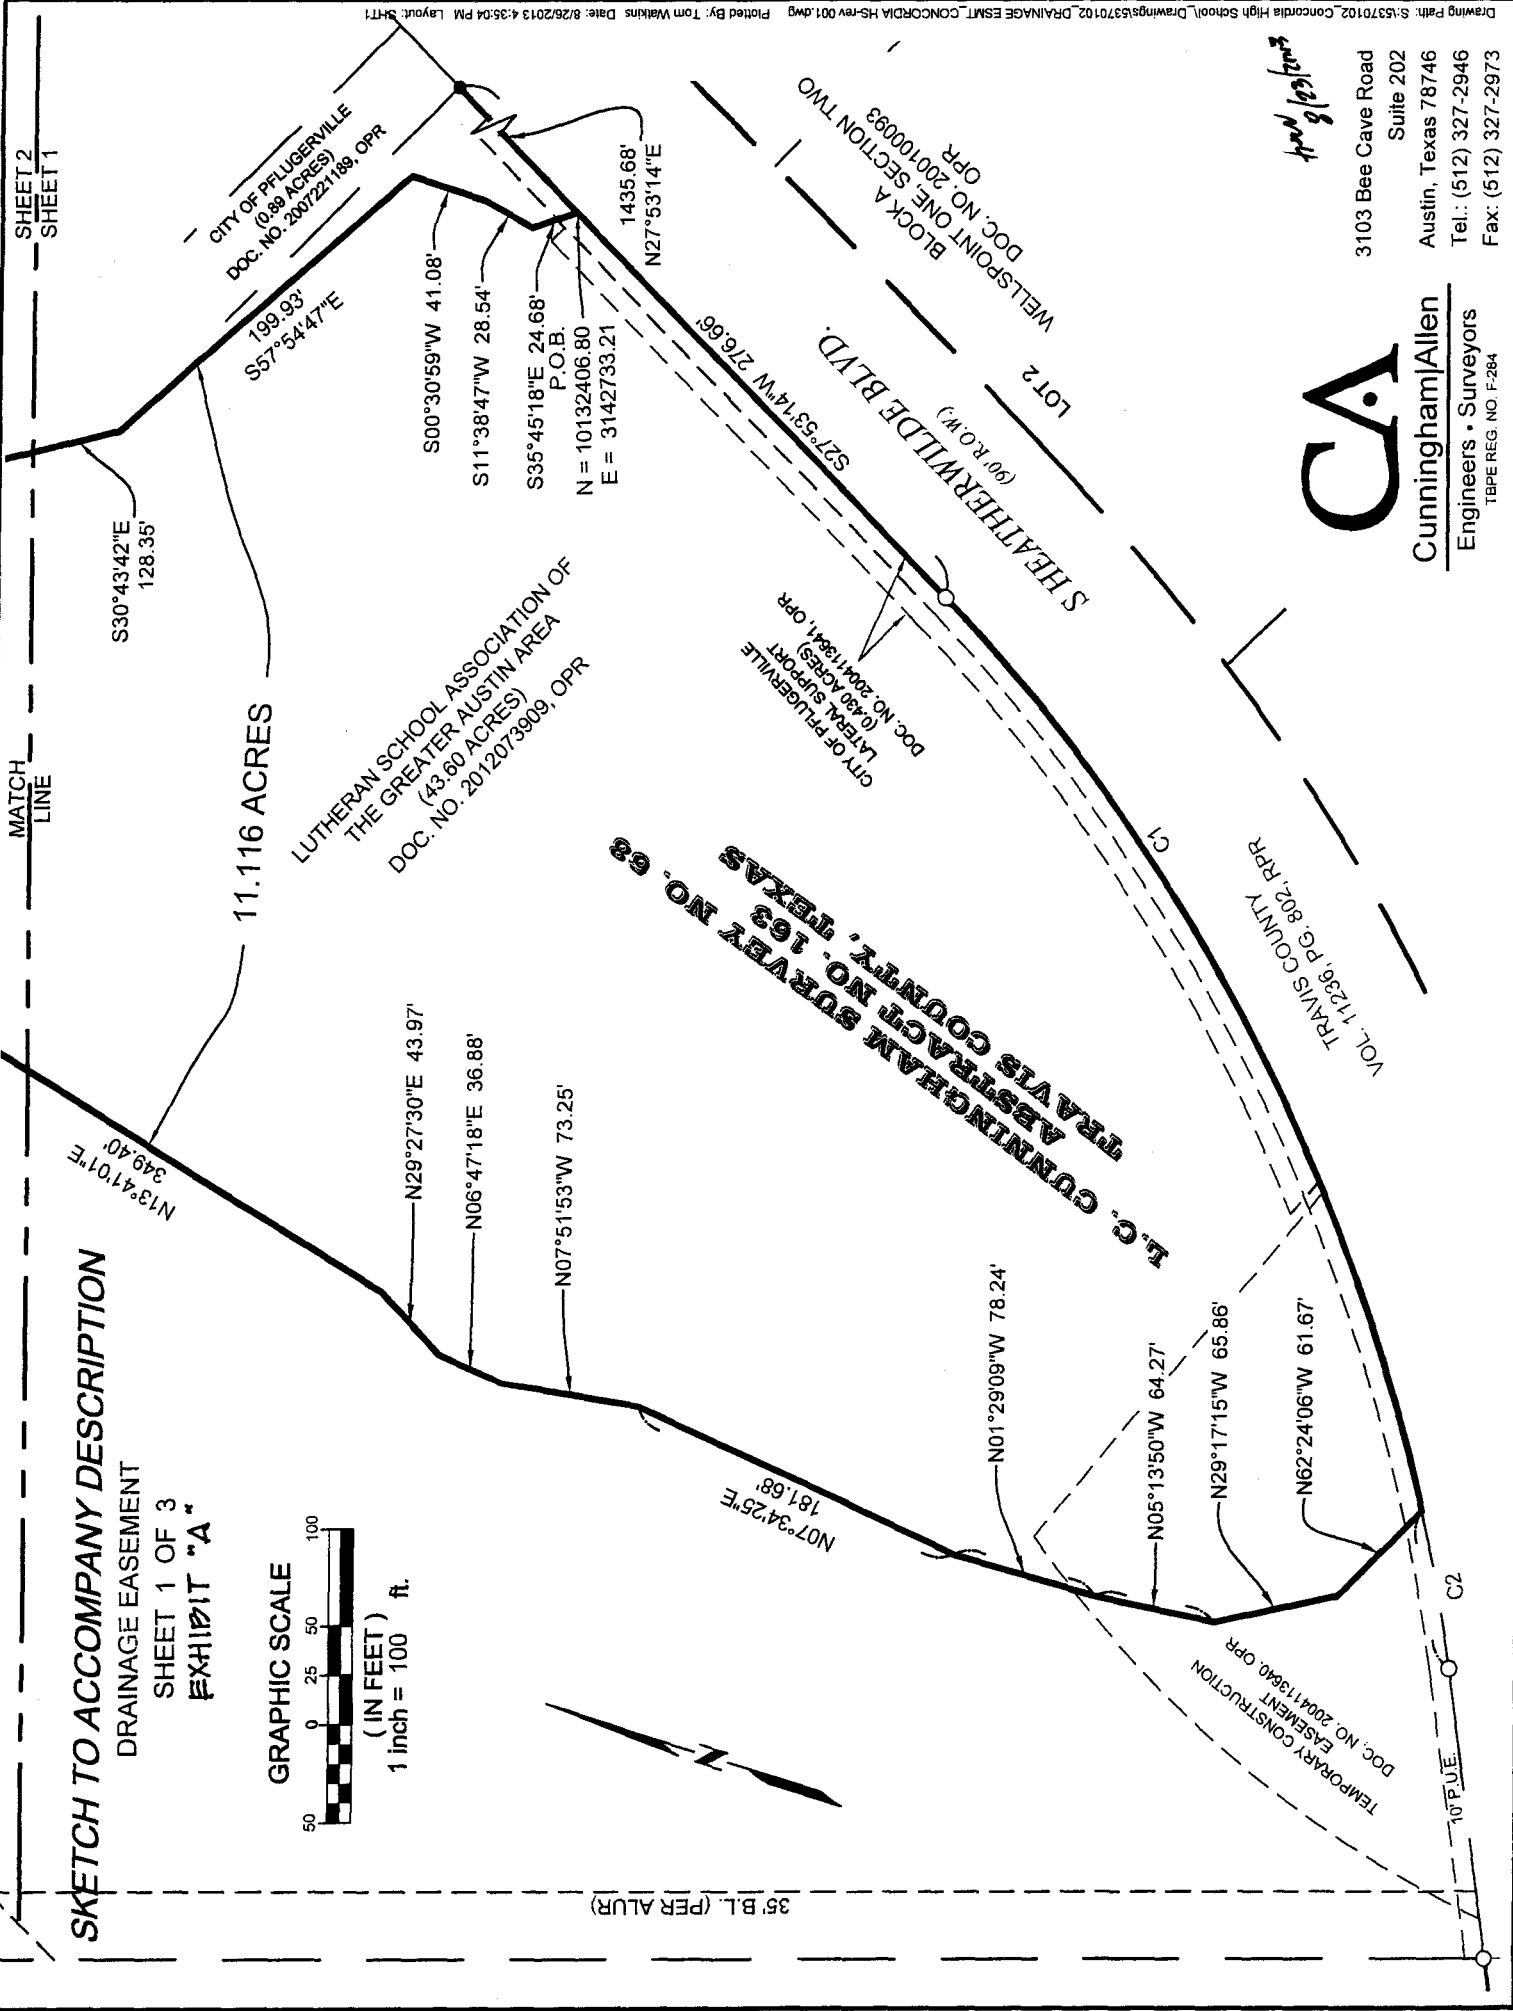 SKETCH TO ACCOMPANY DESCRIPTION
DRAINAGE EASEMENT
SHEET 1 OF 3
EXHIBIT "A"
GRAPHIC SCALE
50 0 25 50 100
( IN FEET )
1 inch = 100 ft.
MATCH
LINE
SHEET 2
SHEET 1
N13°41'01"E
349.40'
11.116 ACRES
S30°43'42"E
128.35'
199.93'
S57°54'47"E
CITY OF PFLUGERVILLE
(0.89 ACRES)
DOC. NO. 2007221189, OPR
N29°27'30"E 43.97'
N06°47'18"E 36.88'
N07°51'53"W 73.25'
LUTHERAN SCHOOL ASSOCIATION OF
THE GREATER AUSTIN AREA
(43.60 ACRES)
DOC. NO. 2012073909, OPR
S00°30'59"W 41.08'
S11°38'47"W 28.54'
S35°45'18"E 24.68'
P.O.B.
N = 10132406.80
E = 3142733.21
1435.68'
N27°53'14"E
S27°53'14"W 276.66'
N07°34'25"E
181.68'
L.C. CUNNINGHAM SURVEY NO. 68
ABSTRACT NO. 163
TRAVIS COUNTY, TEXAS
CITY OF PFLUGERVILLE
LATERAL SUPPORT
(0.430 ACRES)
DOC. NO. 2004113641, OPR
S HEATHERWILDE BLVD.
(90' R.O.W.)
LOT 2
BLOCK A
WELLSPOINT ONE, SECTION TWO
DOC. NO. 200100093
OPR
N01°29'09"W 78.24'
N05°13'50"W 64.27'
N29°17'15"W 65.86'
N62°24'06"W 61.67'
C1
C2
TRAVIS COUNTY
VOL. 11236, PG. 802, RPR
TEMPORARY CONSTRUCTION
EASEMENT
DOC. NO. 2004113640, OPR
10' P.U.E.
35' B.L. (PER ALUR)
N
CA
Cunningham|Allen
Engineers • Surveyors
TBPE REG. NO. F-284
8/23/2013
3103 Bee Cave Road
Suite 202
Austin, Texas 78746
Tel.: (512) 327-2946
Fax: (512) 327-2973
Drawing Path: S:\5370102_Concordia High School\_Drawings\5370102_DRAINAGE ESMT_CONCORDIA HS-rev 001.dwg Plotted By: Tom Watkins Date: 8/26/2013 4:35:04 PM Layout: SHT1